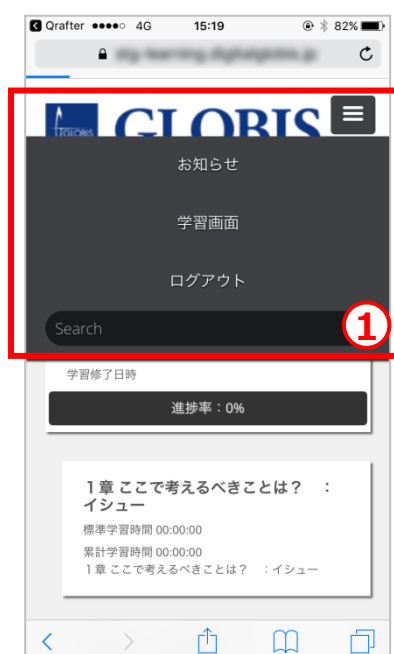 Qrafter 4G 15:19 82%
GLOBIS
GLOBIS
お知らせ
学習画面
ログアウト
Search
1
学習修了日時
進捗率：0%
1章 ここで考えるべきことは？ ：
イシュー
標準学習時間 00:00:00
累計学習時間 00:00:00
1章 ここで考えるべきことは？ ：イシュー